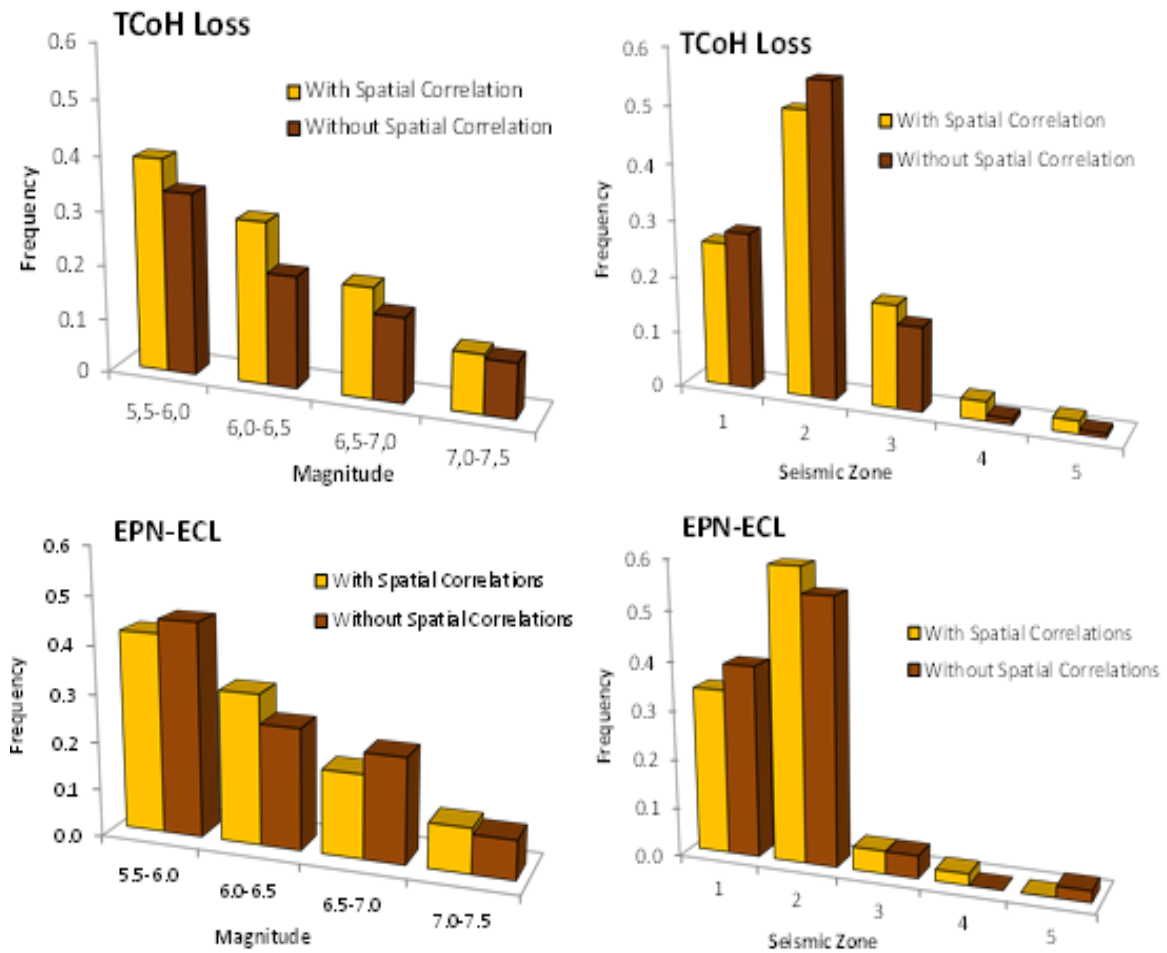 TCoH Loss
With Spatial Correlation
Without Spatial Correlation
Frequency
0.6
0.5
0.4
0.3
0.2
0.1
0
5,5-6,0
6,0-6,5
6,5-7,0
7,0-7,5
Magnitude
TCoH Loss
With Spatial Correlation
Without Spatial Correlation
Frequency
0.6
0.5
0.4
0.3
0.2
0.1
0
1
2
3
4
5
Seismic Zone
EPN-ECL
With Spatial Correlations
Without Spatial Correlations
Frequency
0.6
0.5
0.4
0.3
0.2
0.1
0.0
5.5-6.0
6.0-6.5
6.5-7.0
7.0-7.5
Magnitude
EPN-ECL
With Spatial Correlations
Without Spatial Correlations
Frequency
0.6
0.5
0.4
0.3
0.2
0.1
0.0
1
2
3
4
5
Seismic Zone